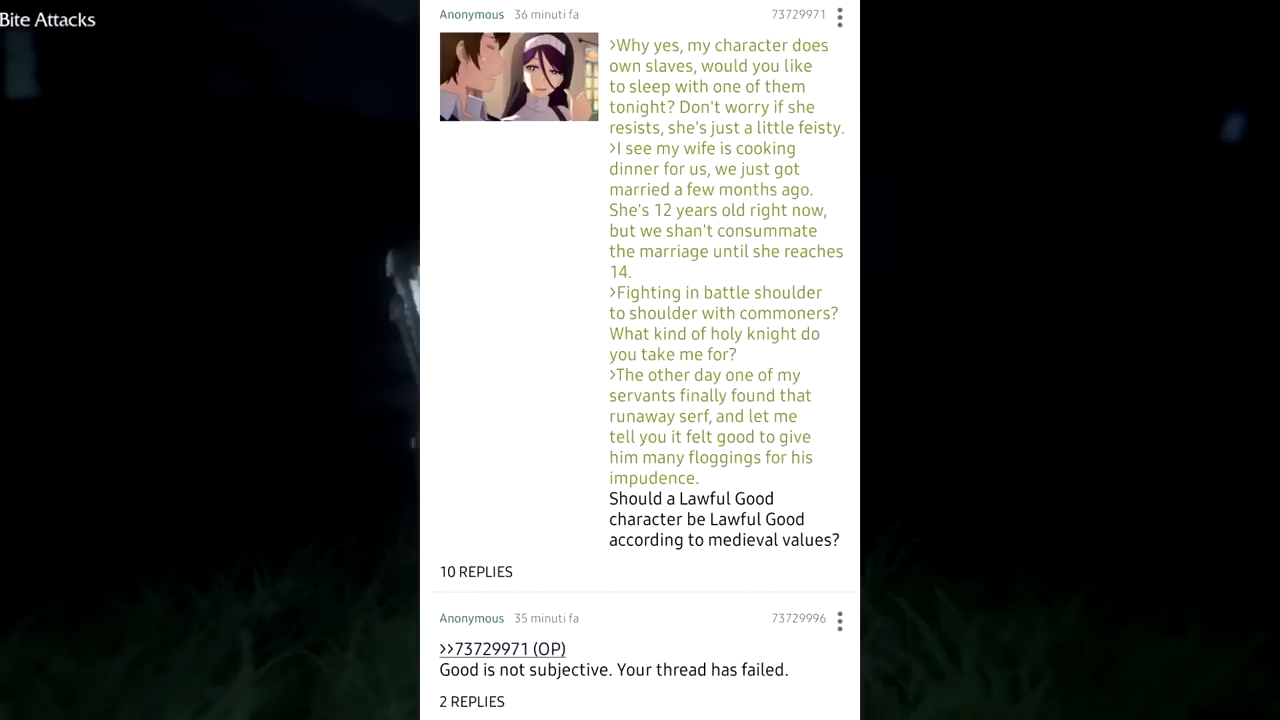 Bite Attacks
Anonymous 36 minuti fa 73729971
>Why yes, my character does
own slaves, would you like
to sleep with one of them
tonight? Don't worry if she
resists, she's just a little feisty.
>I see my wife is cooking
dinner for us, we just got
married a few months ago.
She's 12 years old right now,
but we shan't consummate
the marriage until she reaches
14.
>Fighting in battle shoulder
to shoulder with commoners?
What kind of holy knight do
you take me for?
>The other day one of my
servants finally found that
runaway serf, and let me
tell you it felt good to give
him many floggings for his
impudence.
Should a Lawful Good
character be Lawful Good
according to medieval values?
10 REPLIES
Anonymous 35 minuti fa 73729996
>>73729971 (OP)
Good is not subjective. Your thread has failed.
2 REPLIES